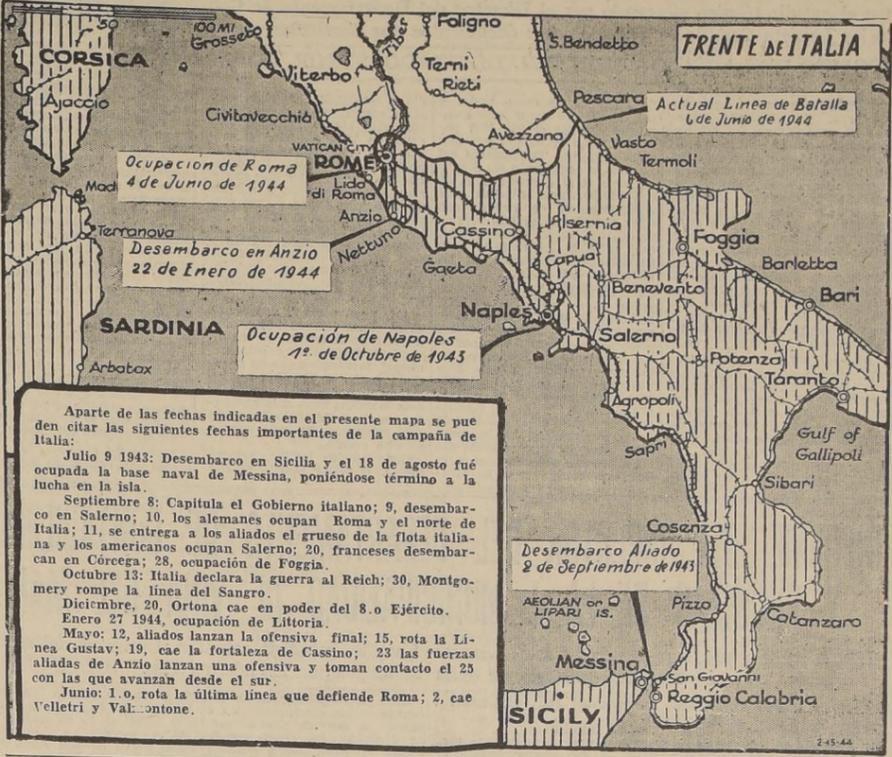 50
100 MI
Grosseto
Foligno
Tiber
S.Bendetto
FRENTE DE ITALIA
CORSICA
Terni
Viterbo
Rieti
Ajaccio
Pescara
Civitavecchia
Actual Linea de Batalla
6 de Junio de 1944
Avezzano
VATICAN CITY
ROME
Vasto
Termoli
Ocupación de Roma
4 de Junio de 1944
Lido
di Roma
Mad
Anzio
Nettuno
Terranova
Cassino
Alsernia
Foggia
Desembarco en Anzio
22 de Enero de 1944
Gaeta
Capua
Barletta
Benevento
Bari
Naples
SARDINIA
Ocupación de Napoles
1º. de Octubre de 1943
Salerno
Potenza
Taranto
Arbatax
Agropoli
Gulf of
Gallipoli
Sapri
Sibari
Cosenza
Desembarco Aliado
2 de Septiembre de 1943
AEOLIAN or
LIPARI IS.
Pizzo
Catanzaro
Messina
San Giovanni
Reggio Calabria
SICILY
2-15-44
Aparte de las fechas indicadas en el presente mapa se pue
den citar las siguientes fechas importantes de la campaña de
Italia:
Julio 9 1943: Desembarco en Sicilia y el 18 de agosto fué
ocupada la base naval de Messina, poniéndose término a la
lucha en la isla.
Septiembre 8: Capitula el Gobierno italiano; 9, desembar-
co en Salerno; 10, los alemanes ocupan Roma y el norte de
Italia; 11, se entrega a los aliados el grueso de la flota italia-
na y los americanos ocupan Salerno; 20, franceses desembar-
can en Córcega; 28, ocupación de Foggia.
Octubre 13: Italia declara la guerra al Reich; 30, Montgo-
mery rompe la línea del Sangro.
Diciembre, 20, Ortona cae en poder del 8.o Ejército.
Enero 27 1944, ocupación de Littoria.
Mayo: 12, aliados lanzan la ofensiva final; 15, rota la Lí-
nea Gustav; 19, cae la fortaleza de Cassino; 23 las fuerzas
aliadas de Anzio lanzan una ofensiva y toman contacto el 25
con las que avanzan desde el sur.
Junio: 1.o, rota la última línea que defiende Roma; 2, cae
Velletri y